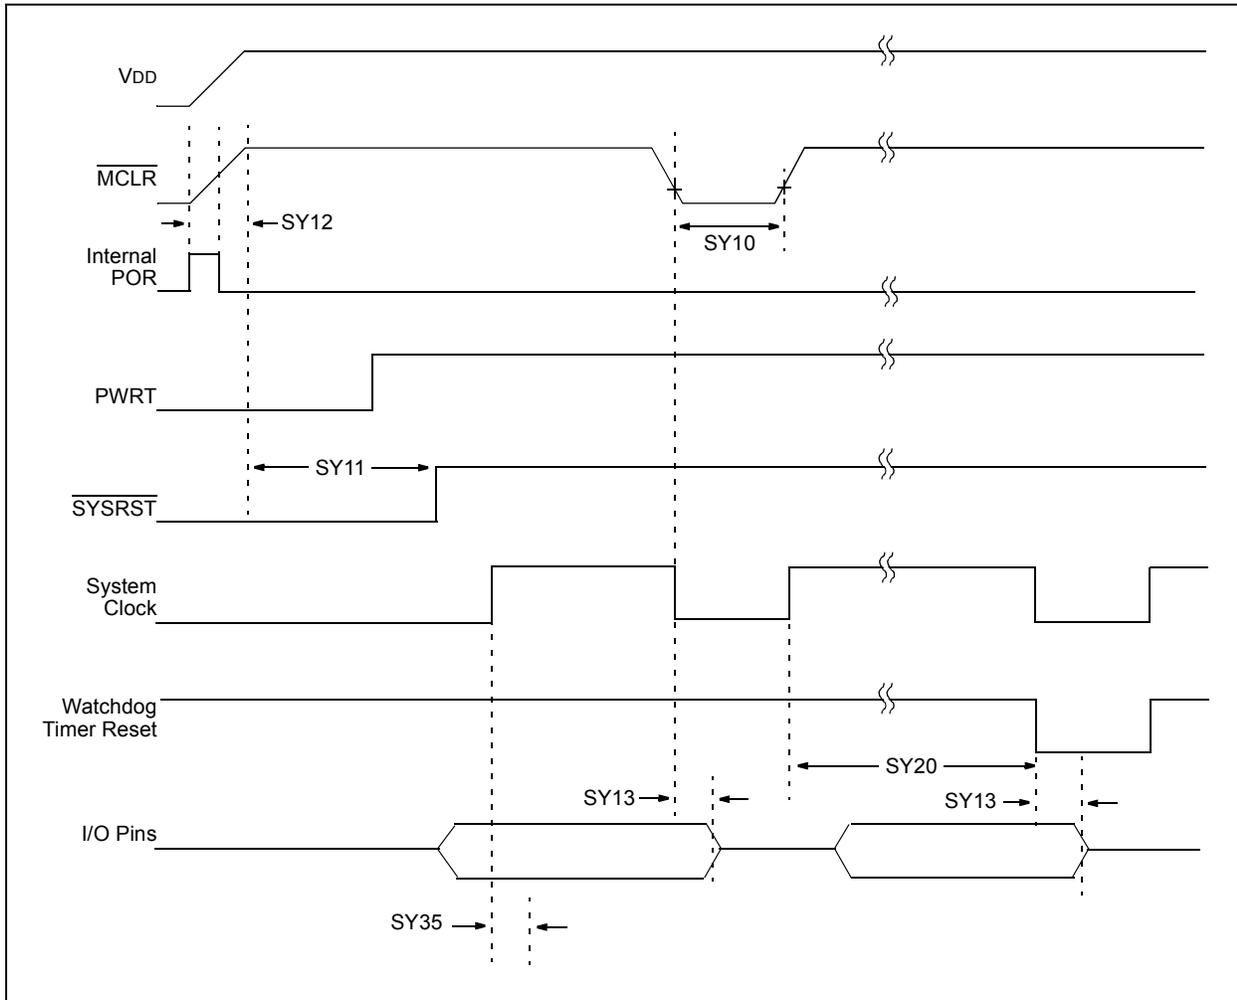 VDD
MCLR
SY12
SY10
Internal
POR
PWRT
SY11
SYSRST
System
Clock
Watchdog
Timer Reset
SY20
SY13
SY13
I/O Pins
SY35